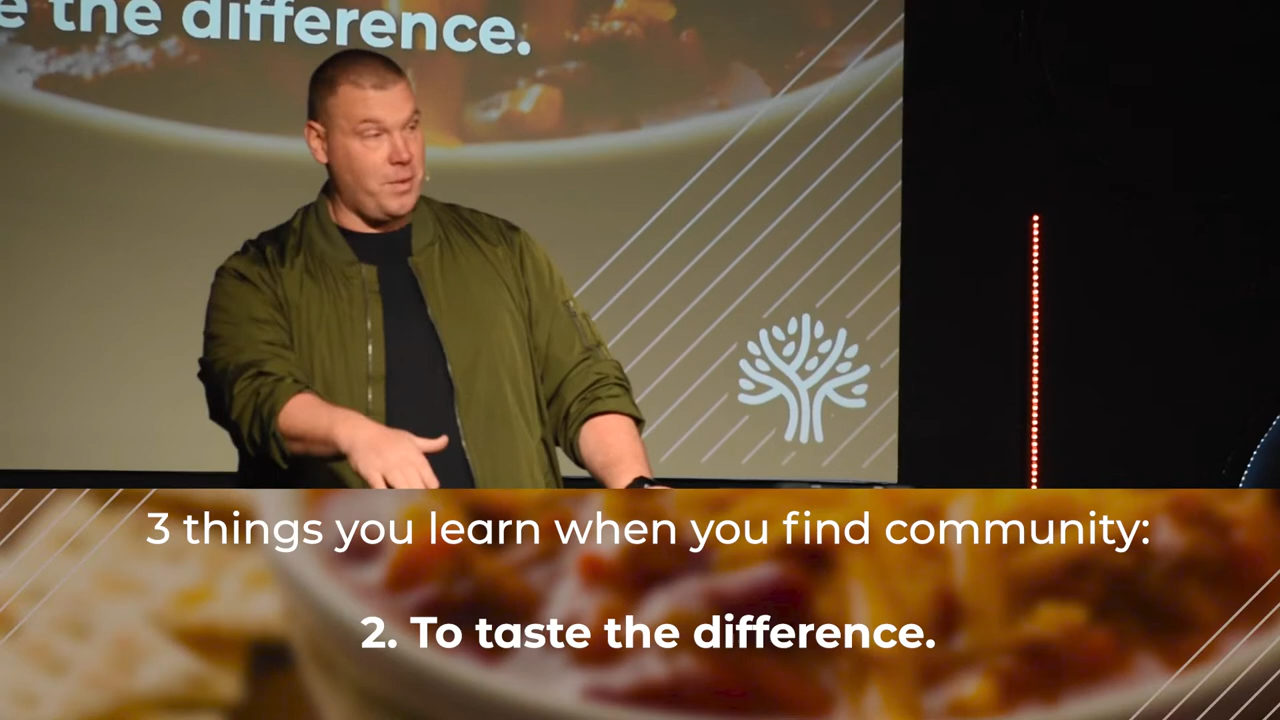 e the difference.
3 things you learn when you find community:
2. To taste the difference.